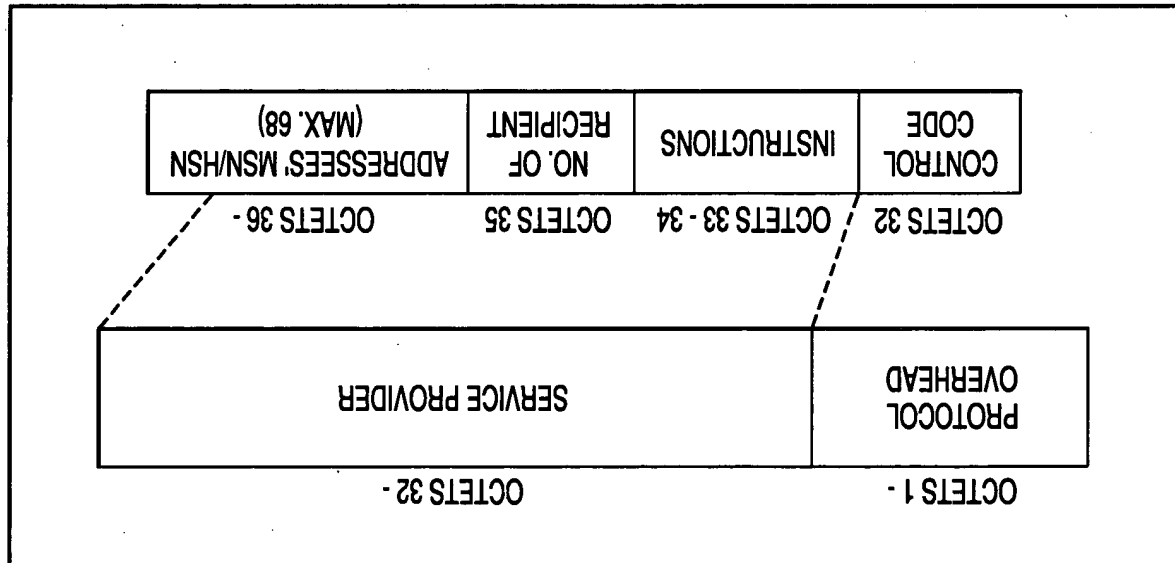 OCTETS 1 -
OCTETS 32 -
PROTOCOL
OVERHEAD
SERVICE PROVIDER
OCTETS 32
OCTETS 33 - 34
OCTETS 35
OCTETS 36 -
CONTROL
CODE
INSTRUCTIONS
NO. OF
RECIPIENT
ADDRESSEES' MSN/HSN
(MAX. 68)